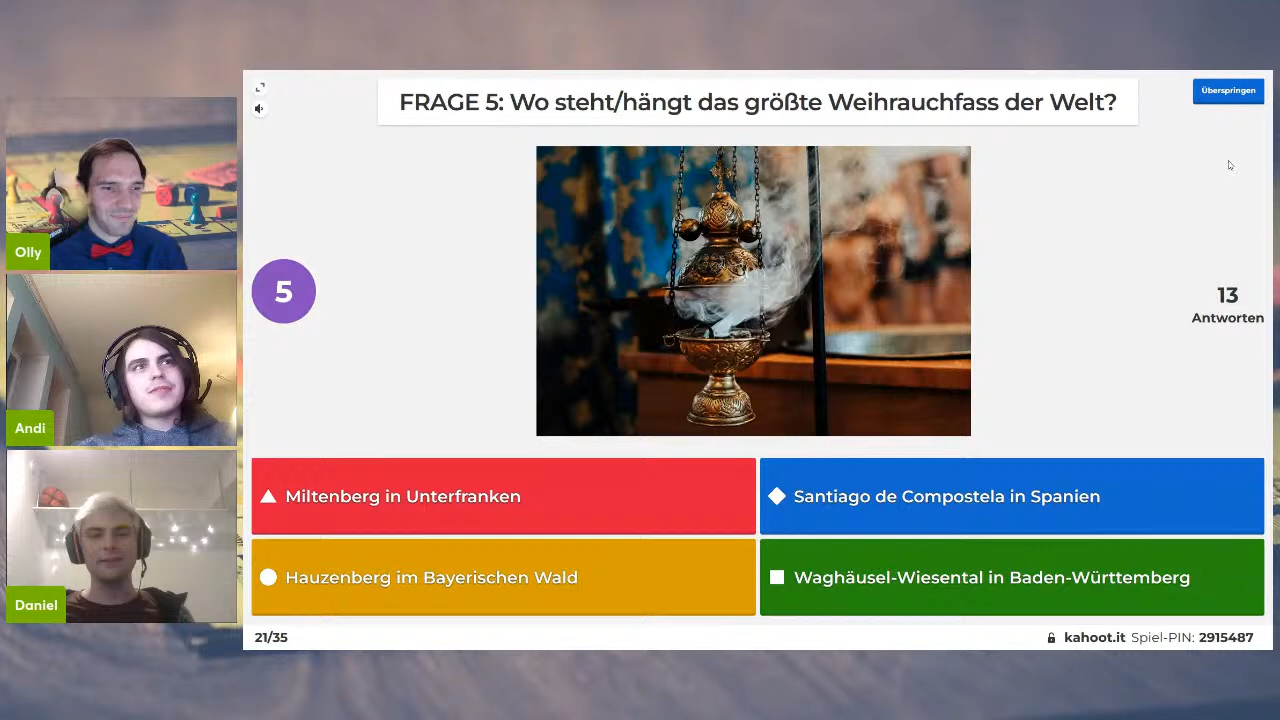 FRAGE 5: Wo steht/hängt das größte Weihrauchfass der Welt?
Überspringen
Olly
5
13
Antworten
Andi
Miltenberg in Unterfranken
Santiago de Compostela in Spanien
Hauzenberg im Bayerischen Wald
Waghäusel-Wiesental in Baden-Württemberg
Daniel
21/35
kahoot.it Spiel-PIN: 2915487